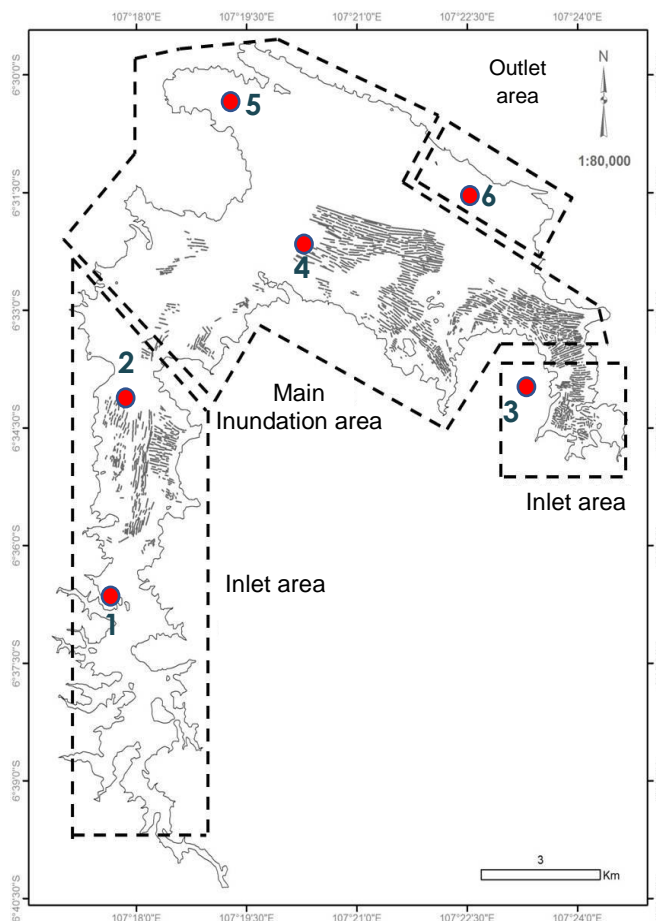 107°18'0"E 107°19'30"E 107°21'0"E 107°22'30"E 107°24'0"E
6°30'0"S
N
Outlet
area
5
1:80,000
6°31'30"S
6
4
6°33'0"S
2
3
Main
Inundation area
6°34'30"S
Inlet area
6°36'0"S
Inlet area
1
6°37'30"S
6°39'0"S
3
Km
6°40'30"S
107°18'0"E 107°19'30"E 107°21'0"E 107°22'30"E 107°24'0"E